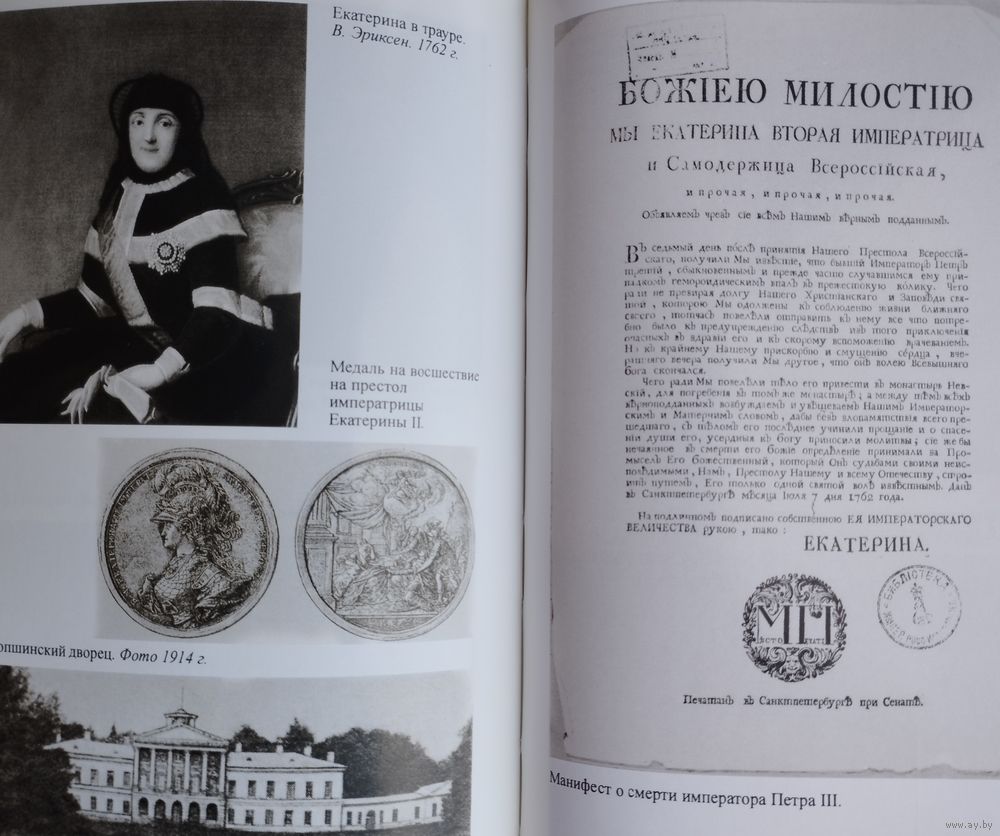 Екатерина в трауре.
В. Эриксен. 1762 г.
Медаль на восшествие
на престол
императрицы
Екатерины II.
опшинский дворец. Фото 1914 г.
БОЖІЕЮ МИЛОСТІЮ
МЫ ЕКАТЕРИНА ВТОРАЯ ИМПЕРАТРИЦА
и Самодержица Всероссійская,
и прочая, и прочая, и прочая.
Объявляемъ чрезъ сіе всѣмъ Нашимъ вѣрнымъ подданнымъ.
Въ седьмый день послѣ принятія Нашего Престола Всероссій-
скаго, получили Мы извѣстіе, что бывшій Императоръ Петръ
третій, обыкновеннымъ и прежде часто случавшимся ему при-
падкомъ гемороидическимъ впалъ въ прежестокую колику. Чего
ради не презирая долгу Нашего Христіанскаго и Заповѣди свя-
той, которою Мы одолжены къ соблюденію жизни ближняго
своего, тотчасъ повелѣли отправить къ нему все что потре-
бно было къ предупрежденію слѣдствъ изъ того приключенія
опасныхъ въ здравіи его и къ скорому вспоможенію врачеваніемъ.
Но къ крайнему Нашему прискорбію и смущенію сердца, вче-
рашняго вечера получили Мы другое, что онъ волею Всевышняго
бога скончался.
Чего ради Мы повелѣли тѣло его привести въ монастырь Нев-
скій, для погребенія въ томъ же монастырѣ; а между тѣмъ всѣхъ
вѣрноподданныхъ возбуждаемъ и увѣщеваемъ Нашимъ Император-
скимъ и Матернимъ словомъ, дабы безъ злопамятствія всего пре-
шедшаго, съ тѣломъ его послѣднее учинили прощаніе и о спасе-
ніи души его, усердныя къ богу приносили молитвы; сіе же бы
нечаянное въ смерти его божіе опредѣленіе принимали за Про-
мыселъ Его божественный, который Онъ судьбами своими неис-
повѣдимыми, Намъ, Престолу Нашему и всему Отечеству, стро-
итъ путемъ, Его только одной святой волѣ извѣстнымъ. Данъ
въ Санктпетербургѣ мѣсяца Іюля 7 дня 1762 года.
На подлинномъ подписано собственною ЕЯ ИМПЕРАТОРСКАГО
ВЕЛИЧЕСТВА рукою, тако:
ЕКАТЕРИНА.
БИБЛІОТЕКА
Печатанъ въ Санктпетербургѣ при Сенатѣ.
Манифест о смерти императора Петра III.
www.ay.by